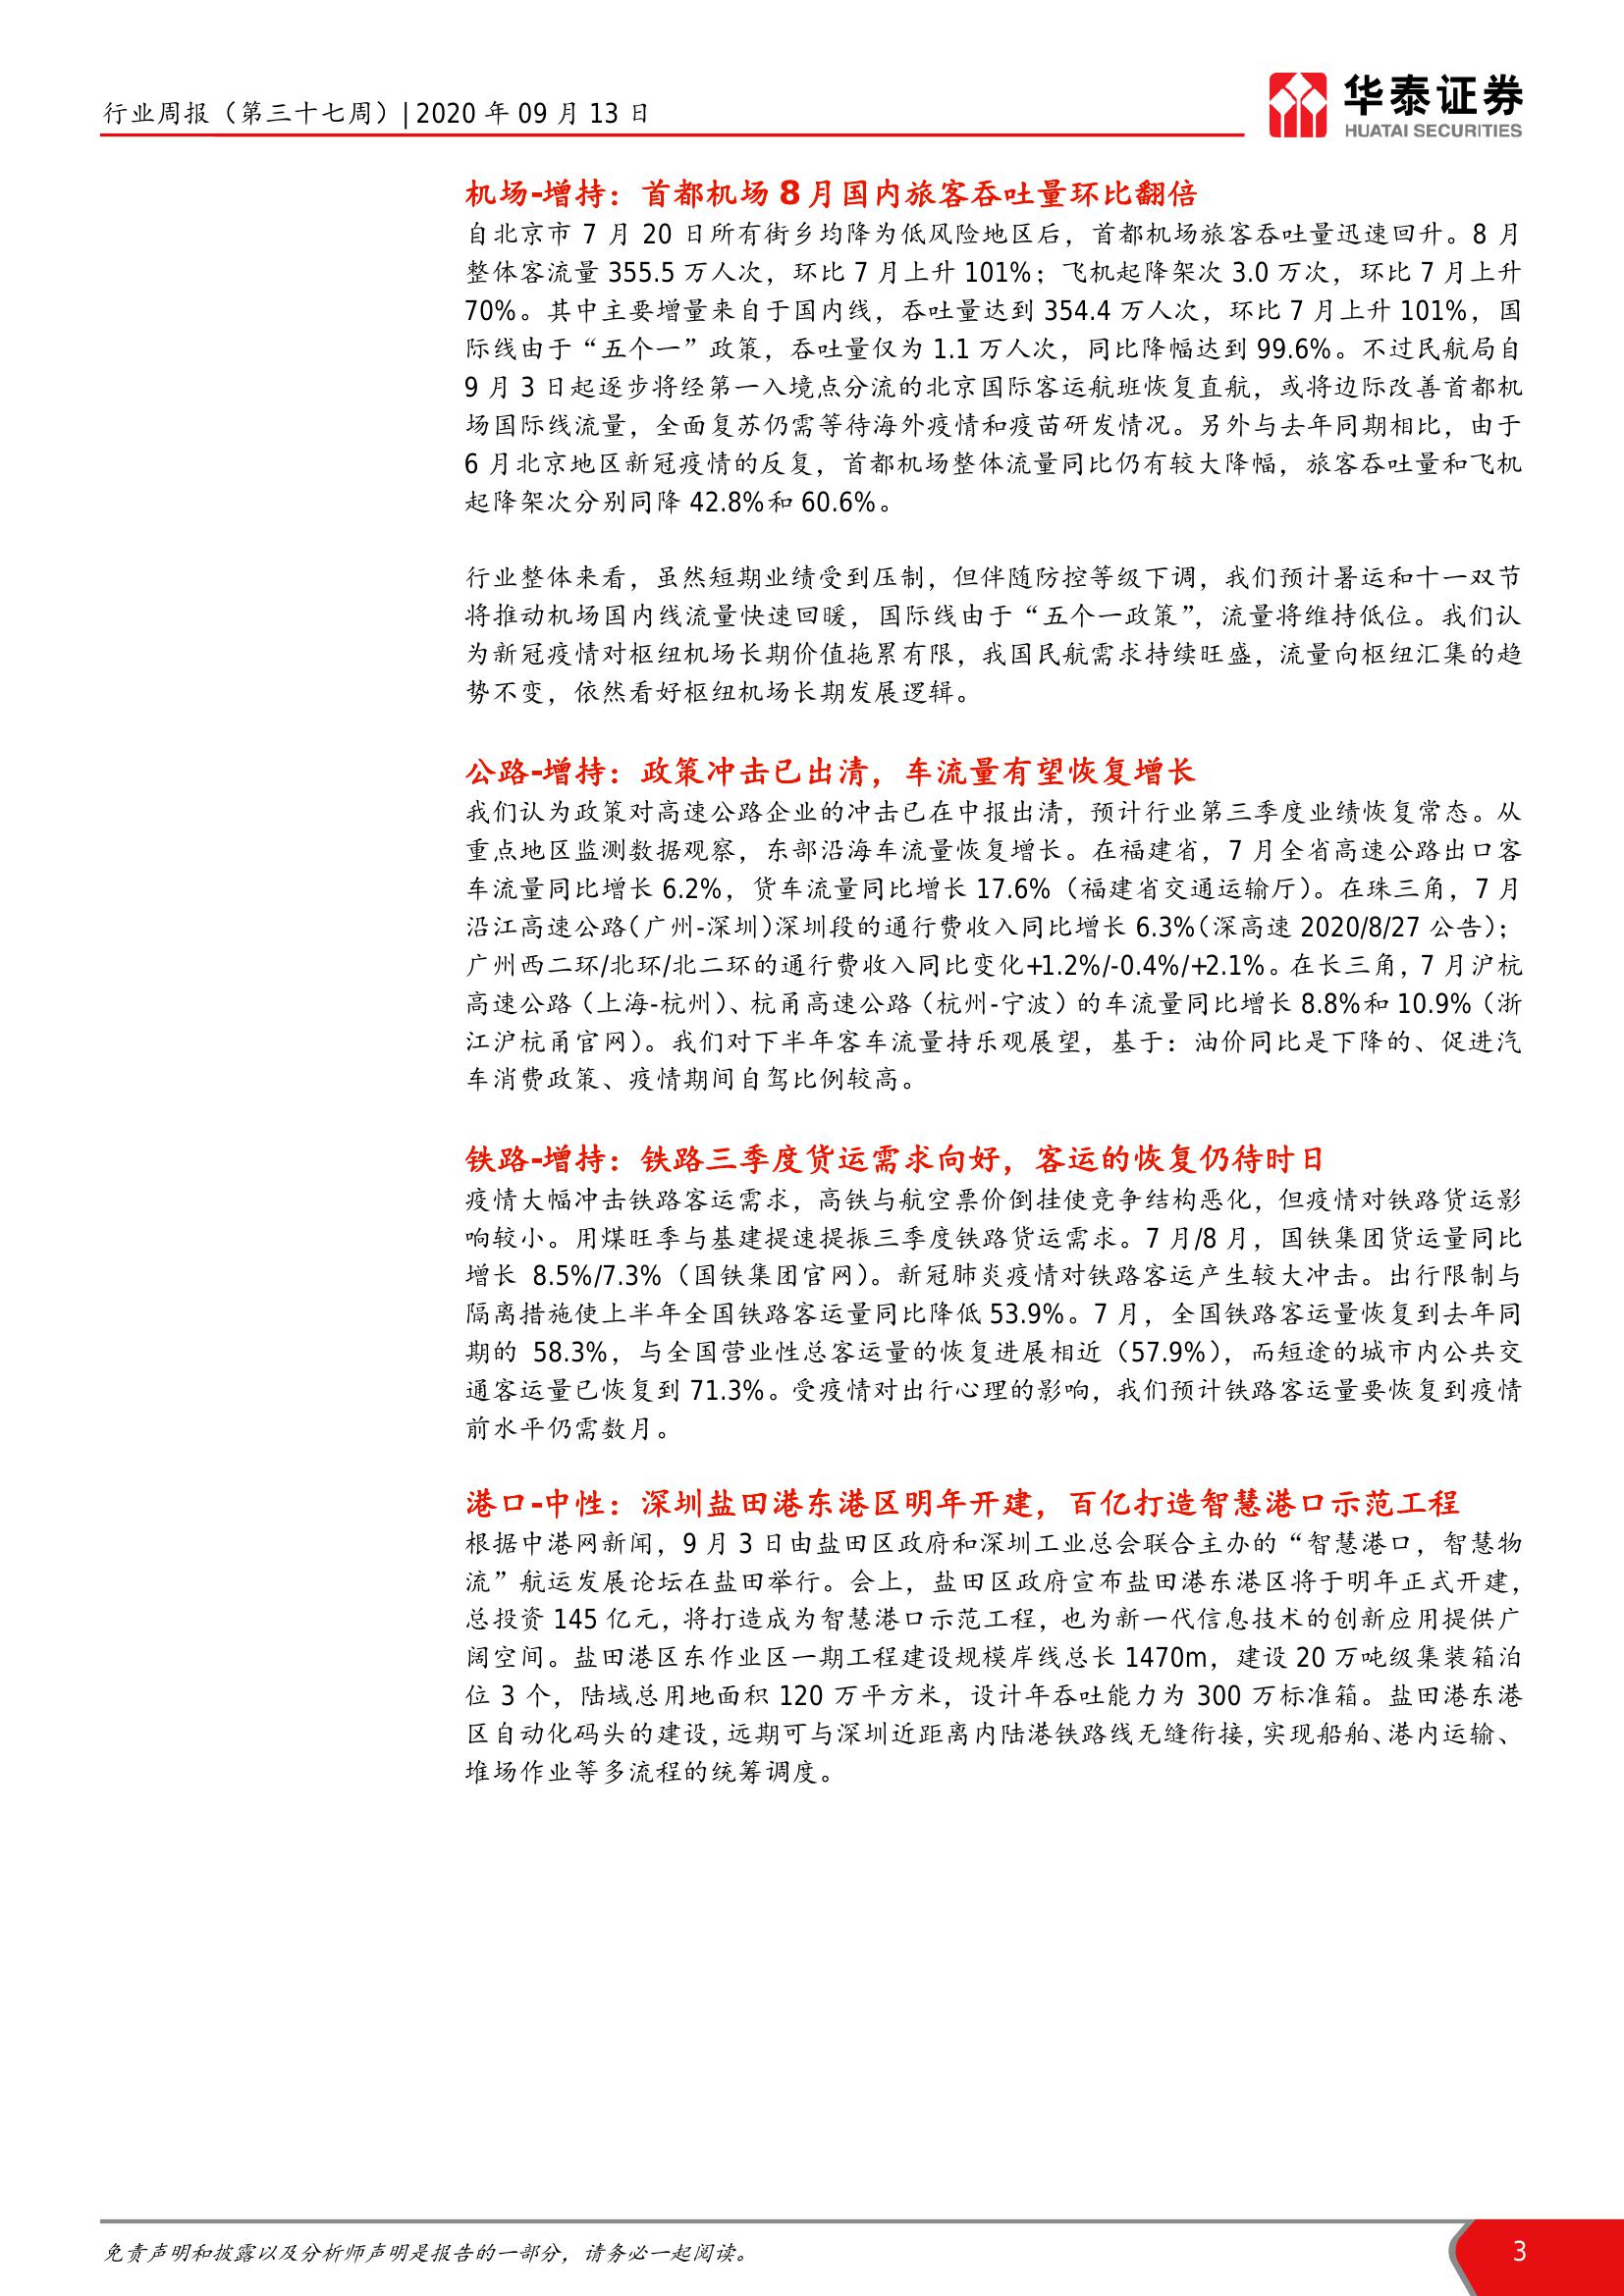 行业周报（第三十七周）| 2020 年 09 月 13 日
华泰证券
HUATAI SECURITIES
机场-增持：首都机场 8 月国内旅客吞吐量环比翻倍
自北京市 7 月 20 日所有街乡均降为低风险地区后，首都机场旅客吞吐量迅速回升。8 月
整体客流量 355.5 万人次，环比 7 月上升 101%；飞机起降架次 3.0 万次，环比 7 月上升
70%。其中主要增量来自于国内线，吞吐量达到 354.4 万人次，环比 7 月上升 101%，国
际线由于“五个一”政策，吞吐量仅为 1.1 万人次，同比降幅达到 99.6%。不过民航局自
9 月 3 日起逐步将经第一入境点分流的北京国际客运航班恢复直航，或将边际改善首都机
场国际线流量，全面复苏仍需等待海外疫情和疫苗研发情况。另外与去年同期相比，由于
6 月北京地区新冠疫情的反复，首都机场整体流量同比仍有较大降幅，旅客吞吐量和飞机
起降架次分别同降 42.8%和 60.6%。
行业整体来看，虽然短期业绩受到压制，但伴随防控等级下调，我们预计暑运和十一双节
将推动机场国内线流量快速回暖，国际线由于“五个一政策”，流量将维持低位。我们认
为新冠疫情对枢纽机场长期价值拖累有限，我国民航需求持续旺盛，流量向枢纽汇集的趋
势不变，依然看好枢纽机场长期发展逻辑。
公路-增持：政策冲击已出清，车流量有望恢复增长
我们认为政策对高速公路企业的冲击已在中报出清，预计行业第三季度业绩恢复常态。从
重点地区监测数据观察，东部沿海车流量恢复增长。在福建省，7 月全省高速公路出口客
车流量同比增长 6.2%，货车流量同比增长 17.6%（福建省交通运输厅）。在珠三角，7 月
沿江高速公路（广州-深圳）深圳段的通行费收入同比增长 6.3%（深高速 2020/8/27 公告）；
广州西二环/北环/北二环的通行费收入同比变化+1.2%/-0.4%/+2.1%。在长三角，7 月沪杭
高速公路（上海-杭州）、杭甬高速公路（杭州-宁波）的车流量同比增长 8.8%和 10.9%（浙
江沪杭甬官网）。我们对下半年客车流量持乐观展望，基于：油价同比是下降的、促进汽
车消费政策、疫情期间自驾比例较高。
铁路-增持：铁路三季度货运需求向好，客运的恢复仍待时日
疫情大幅冲击铁路客运需求，高铁与航空票价倒挂使竞争结构恶化，但疫情对铁路货运影
响较小。用煤旺季与基建提速提振三季度铁路货运需求。7 月/8 月，国铁集团货运量同比
增长 8.5%/7.3%（国铁集团官网）。新冠肺炎疫情对铁路客运产生较大冲击。出行限制与
隔离措施使上半年全国铁路客运量同比降低 53.9%。7 月，全国铁路客运量恢复到去年同
期的 58.3%，与全国营业性总客运量的恢复进展相近（57.9%），而短途的城市内公共交
通客运量已恢复到 71.3%。受疫情对出行心理的影响，我们预计铁路客运量要恢复到疫情
前水平仍需数月。
港口-中性：深圳盐田港东港区明年开建，百亿打造智慧港口示范工程
根据中港网新闻，9 月 3 日由盐田区政府和深圳工业总会联合主办的“智慧港口，智慧物
流”航运发展论坛在盐田举行。会上，盐田区政府宣布盐田港东港区将于明年正式开建，
总投资 145 亿元，将打造成为智慧港口示范工程，也为新一代信息技术的创新应用提供广
阔空间。盐田港区东作业区一期工程建设规模岸线总长 1470m，建设 20 万吨级集装箱泊
位 3 个，陆域总用地面积 120 万平方米，设计年吞吐能力为 300 万标准箱。盐田港东港
区自动化码头的建设，远期可与深圳近距离内陆港铁路线无缝衔接，实现船舶、港内运输、
堆场作业等多流程的统筹调度。
免责声明和披露以及分析师声明是报告的一部分，请务必一起阅读。
3